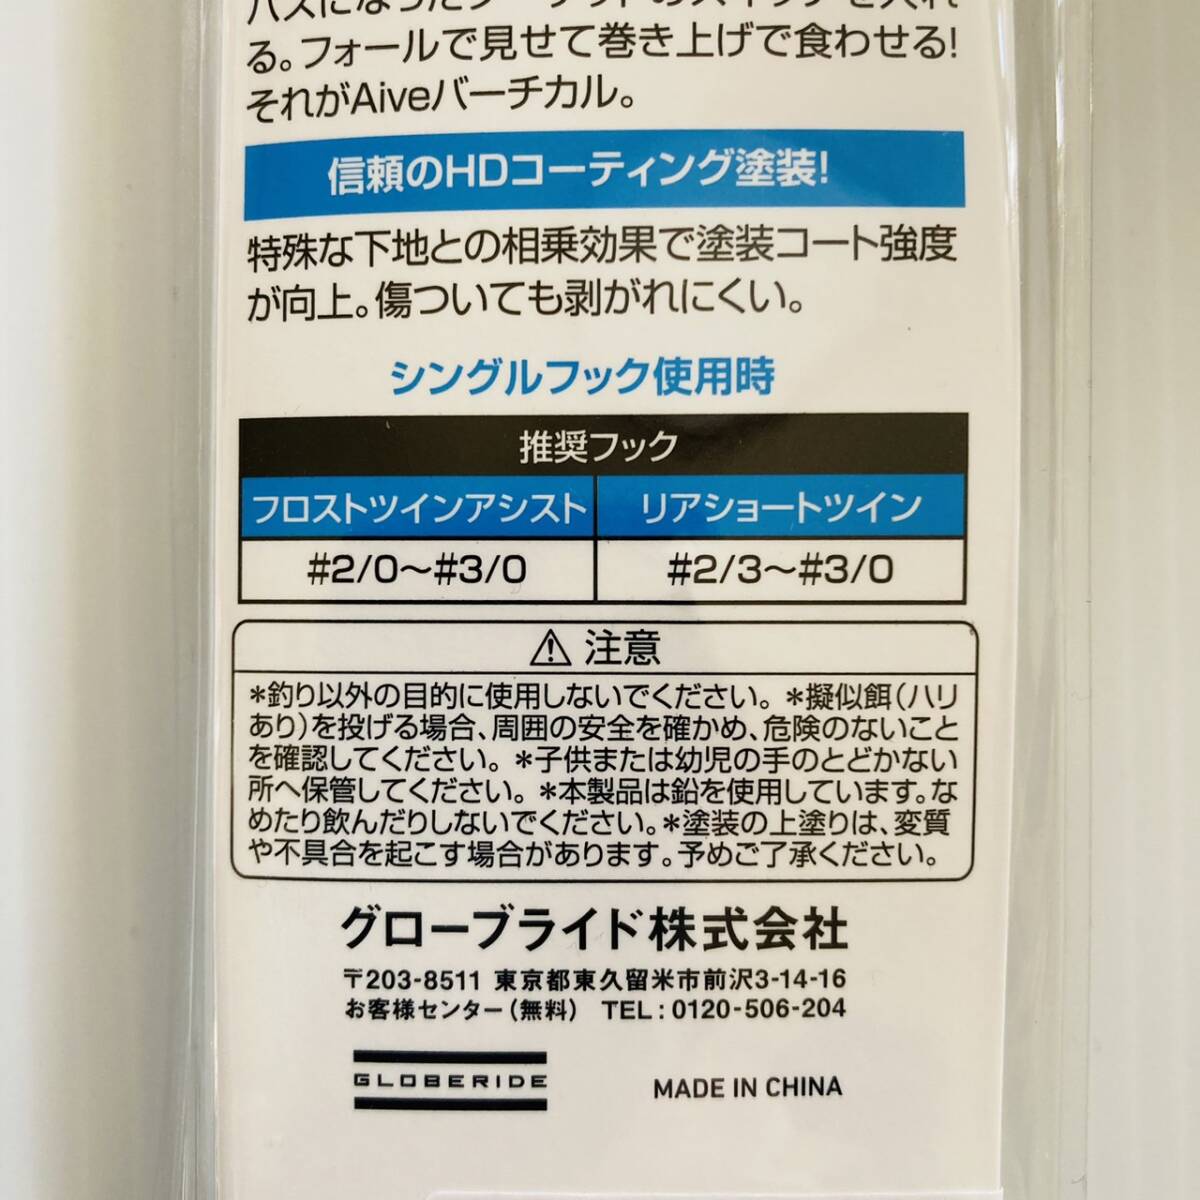 る。フォールで見せて巻き上げで食わせる!
それがAiveバーチカル。
信頼のHDコーティング塗装!
特殊な下地との相乗効果で塗装コート強度
が向上。傷ついても剥がれにくい。
シングルフック使用時
推奨フック
フロストツインアシスト リアショートツイン
#2/0〜#3/0 #2/3〜#3/0
⚠ 注意
*釣り以外の目的に使用しないでください。*擬似餌(ハリ
あり)を投げる場合、周囲の安全を確かめ、危険のないこと
を確認してください。*子供または幼児の手のとどかない
所へ保管してください。*本製品は鉛を使用しています。な
めたり飲んだりしないでください。*塗装の上塗りは、変質
や不具合を起こす場合があります。予めご了承ください。
グローブライド株式会社
〒203-8511 東京都東久留米市前沢3-14-16
お客様センター(無料) TEL:0120-506-204
GLOBERIDE
MADE IN CHINA